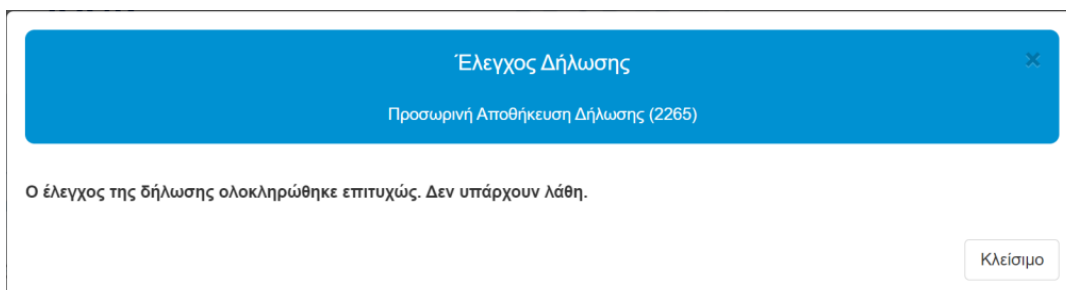 Έλεγχος Δήλωσης
×
Προσωρινή Αποθήκευση Δήλωσης (2265)
Ο έλεγχος της δήλωσης ολοκληρώθηκε επιτυχώς. Δεν υπάρχουν λάθη.
Κλείσιμο